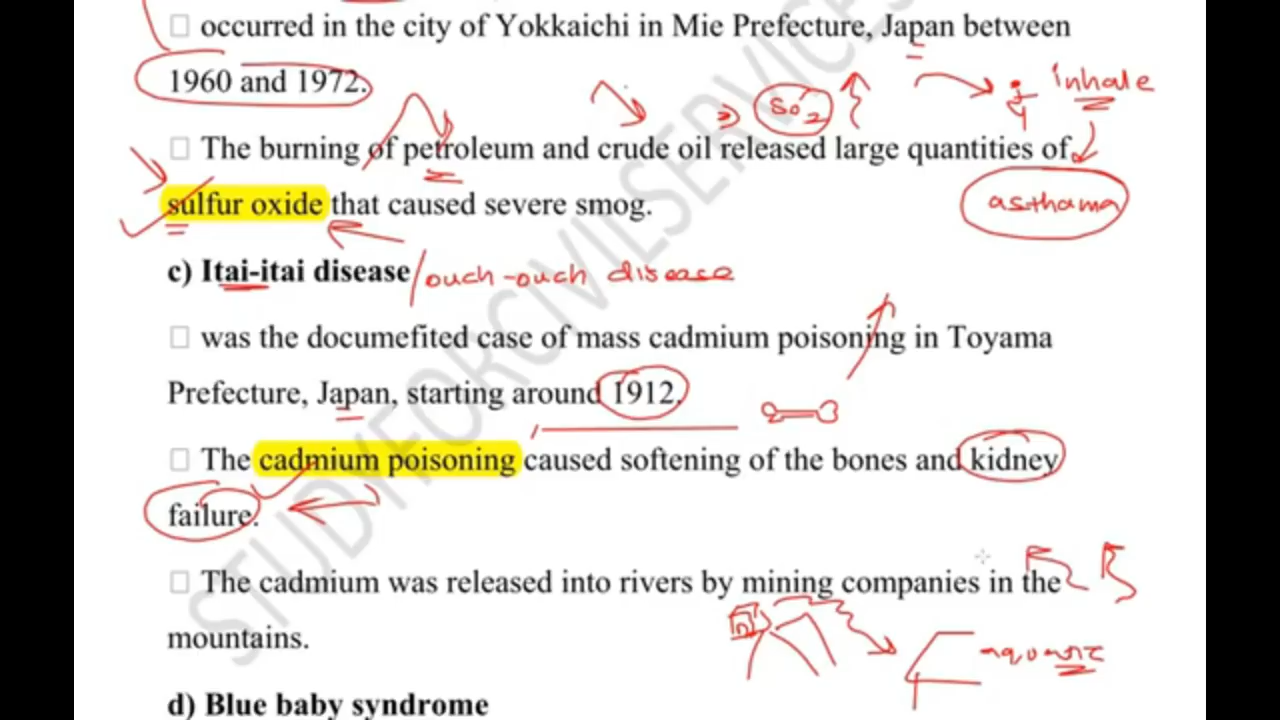 □ occurred in the city of Yokkaichi in Mie Prefecture, Japan between
1960 and 1972.
inhale
⇒ SO2
□ The burning of petroleum and crude oil released large quantities of
sulfur oxide that caused severe smog.
asthama
c) Itai-itai disease /ouch-ouch disease
□ was the documefited case of mass cadmium poisoning in Toyama
Prefecture, Japan, starting around 1912.
□ The cadmium poisoning caused softening of the bones and kidney
failure.
□ The cadmium was released into rivers by mining companies in the
mountains.
d) Blue baby syndrome
STUDYFORCIVILSERVICES